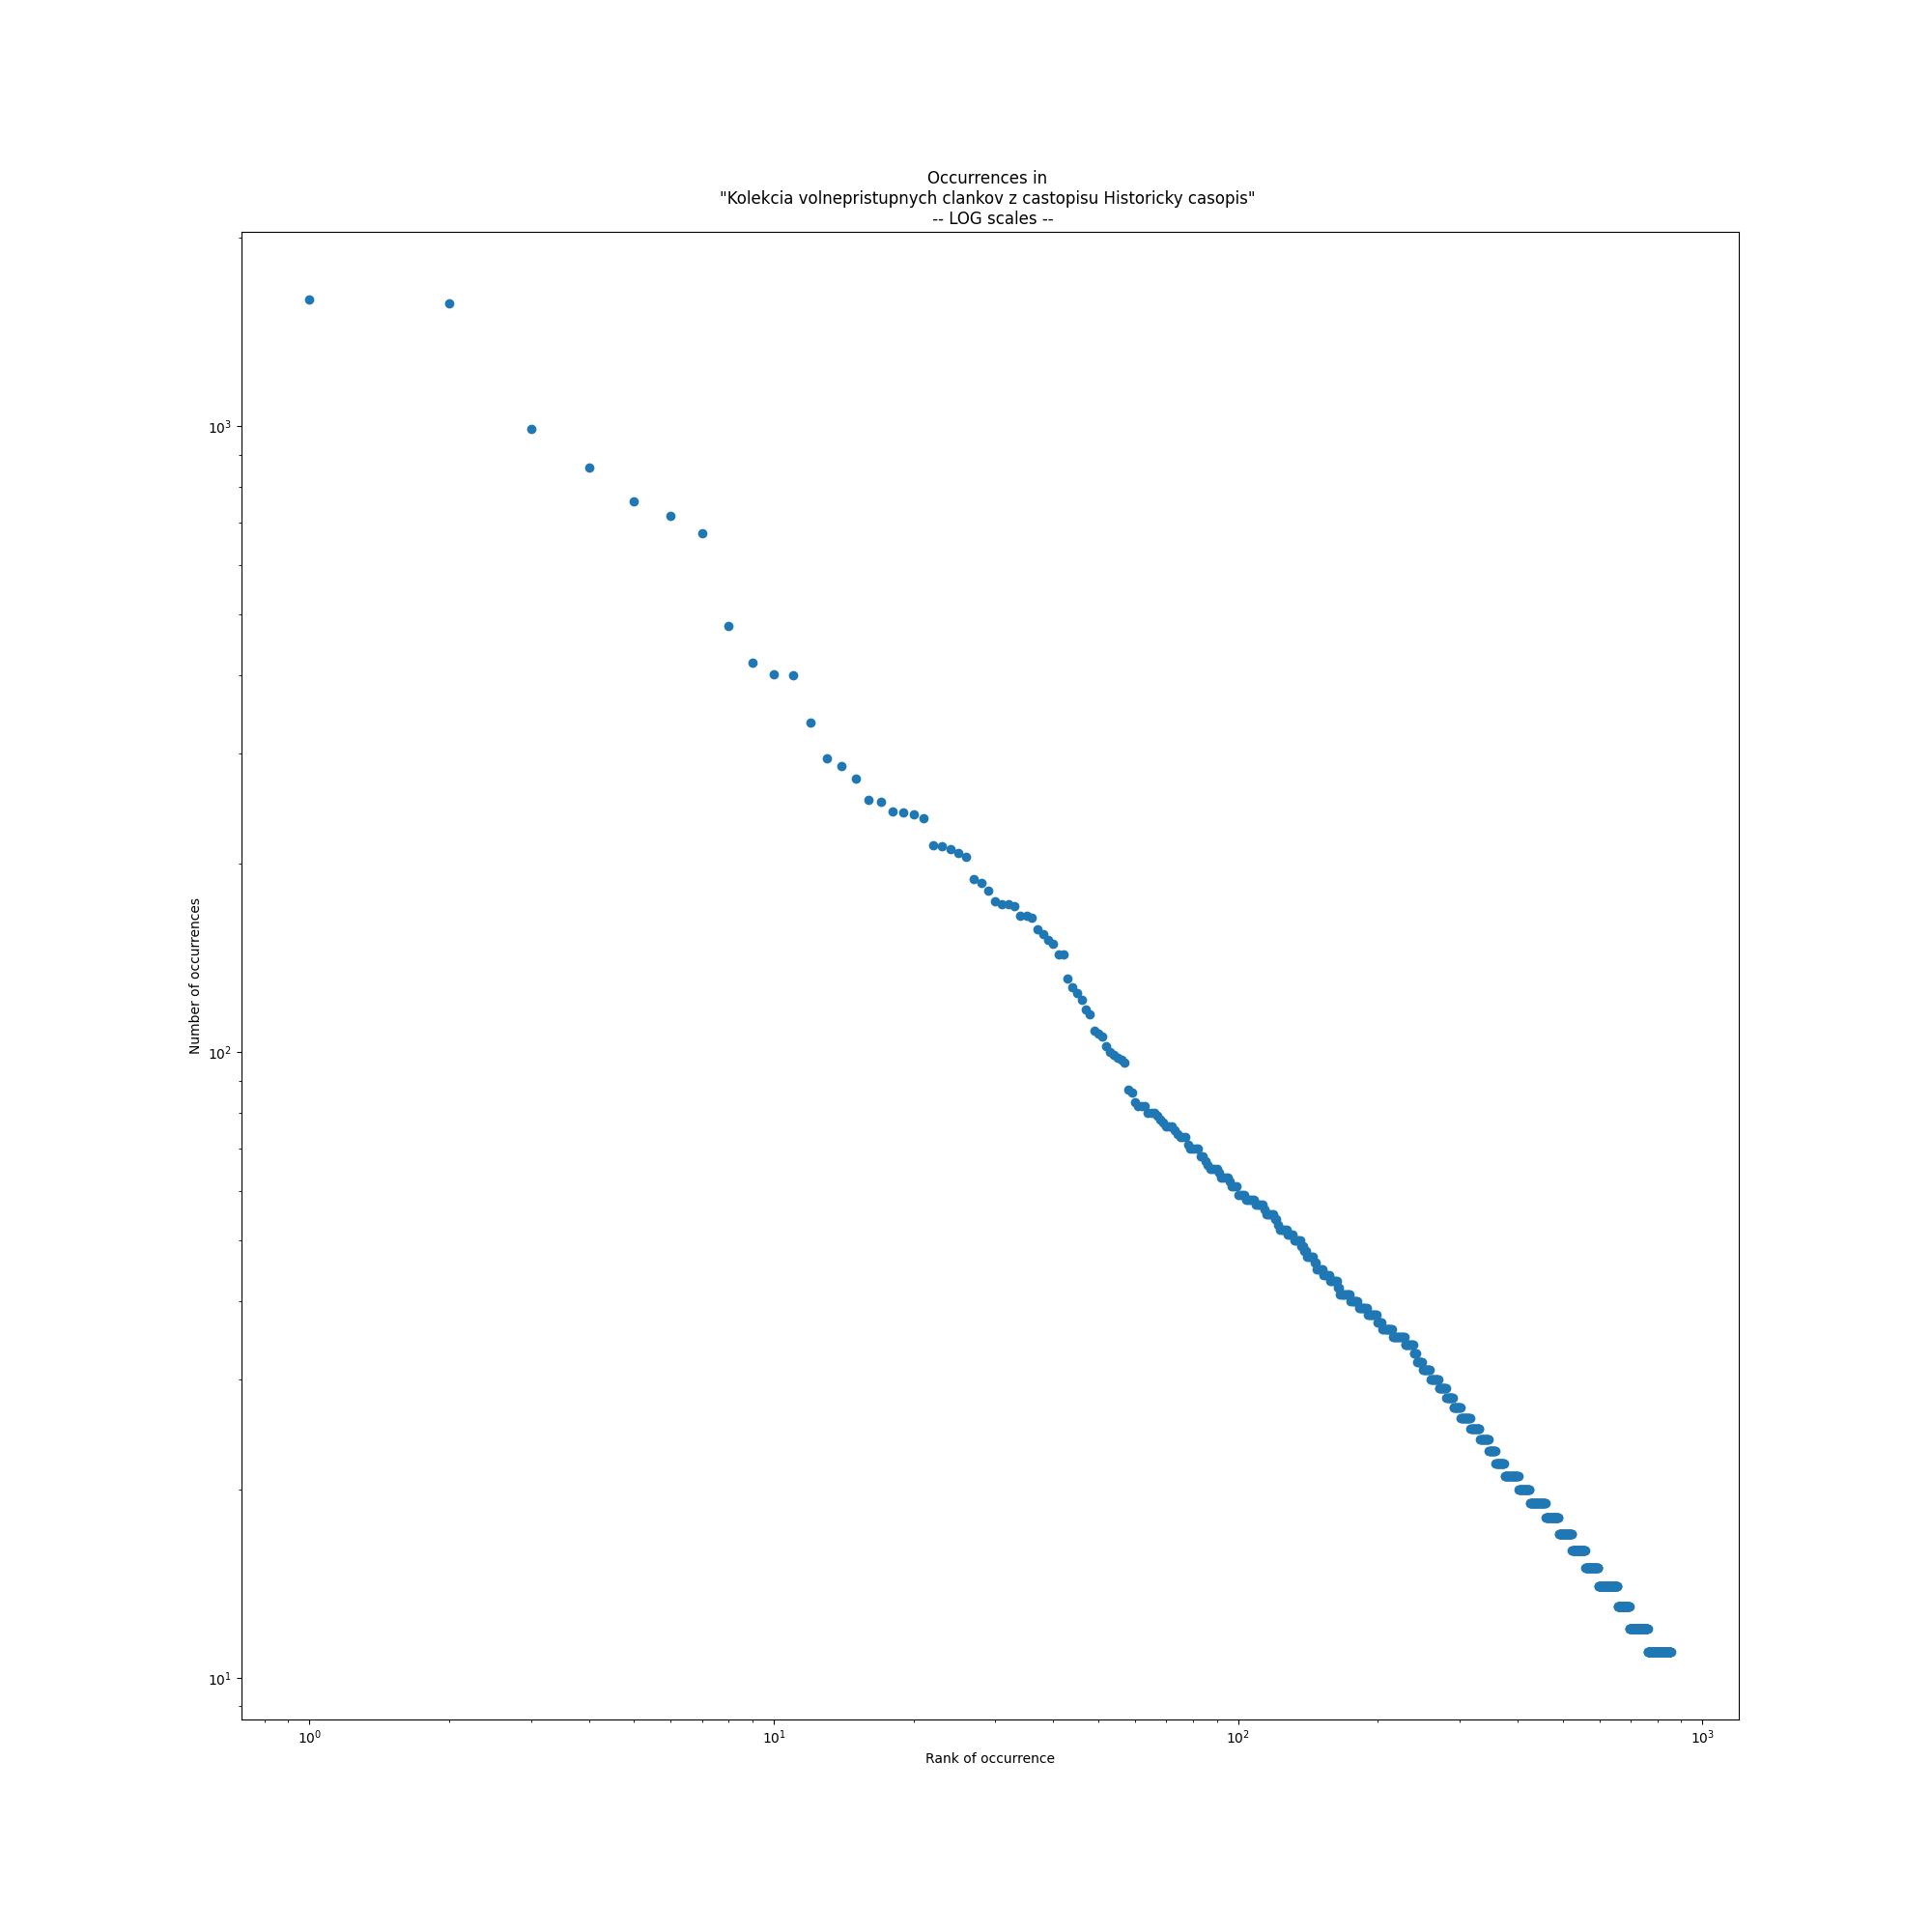 Occurrences in
"Kolekcia volnepristupnych clankov z castopisu Historicky casopis"
-- LOG scales --
10³
10²
10¹
Number of occurrences
10⁰ 10¹ 10² 10³
Rank of occurrence